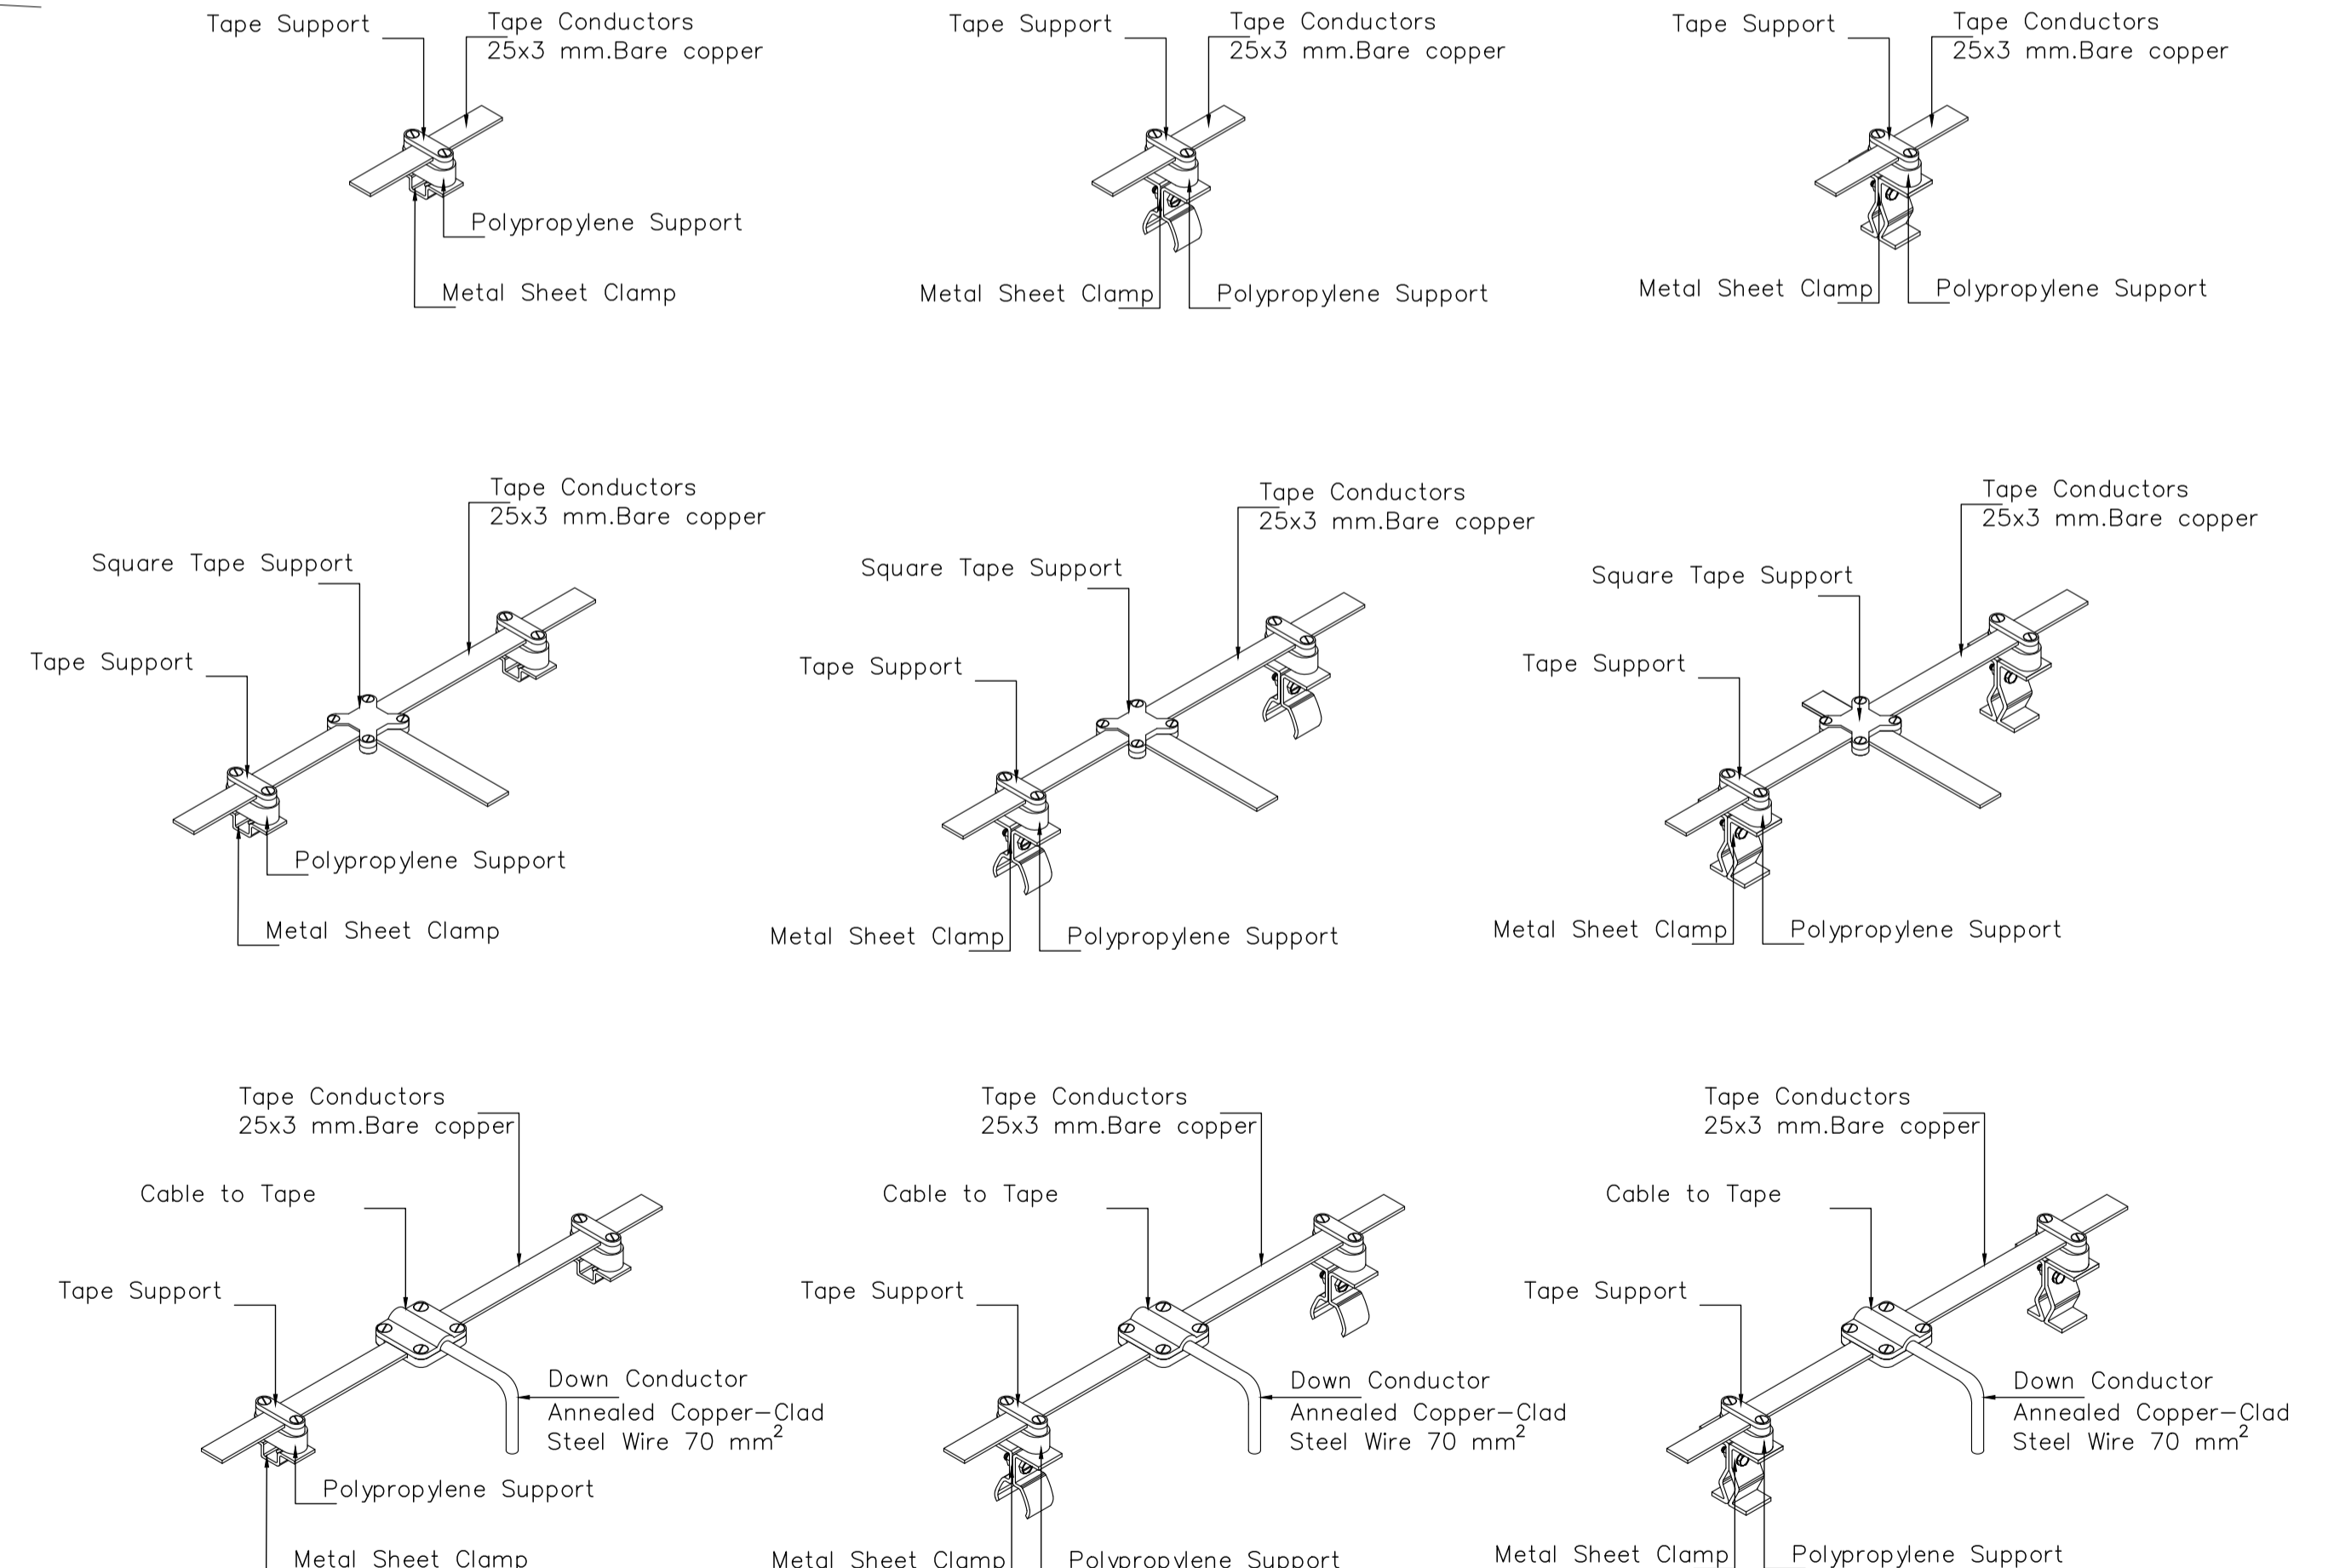 Tape Support
Tape Conductors
25x3 mm.Bare copper
Polypropylene Support
Metal Sheet Clamp
Tape Support
Tape Conductors
25x3 mm.Bare copper
Metal Sheet Clamp
Polypropylene Support
Tape Support
Tape Conductors
25x3 mm.Bare copper
Metal Sheet Clamp
Polypropylene Support
Tape Conductors
25x3 mm.Bare copper
Square Tape Support
Tape Support
Polypropylene Support
Metal Sheet Clamp
Tape Conductors
25x3 mm.Bare copper
Square Tape Support
Tape Support
Metal Sheet Clamp
Polypropylene Support
Tape Conductors
25x3 mm.Bare copper
Square Tape Support
Tape Support
Metal Sheet Clamp
Polypropylene Support
Tape Conductors
25x3 mm.Bare copper
Cable to Tape
Tape Support
Down Conductor
Annealed Copper-Clad
Steel Wire 70 mm²
Polypropylene Support
Metal Sheet Clamp
Tape Conductors
25x3 mm.Bare copper
Cable to Tape
Tape Support
Down Conductor
Annealed Copper-Clad
Steel Wire 70 mm²
Metal Sheet Clamp
Polypropylene Support
Tape Conductors
25x3 mm.Bare copper
Cable to Tape
Tape Support
Down Conductor
Annealed Copper-Clad
Steel Wire 70 mm²
Metal Sheet Clamp
Polypropylene Support